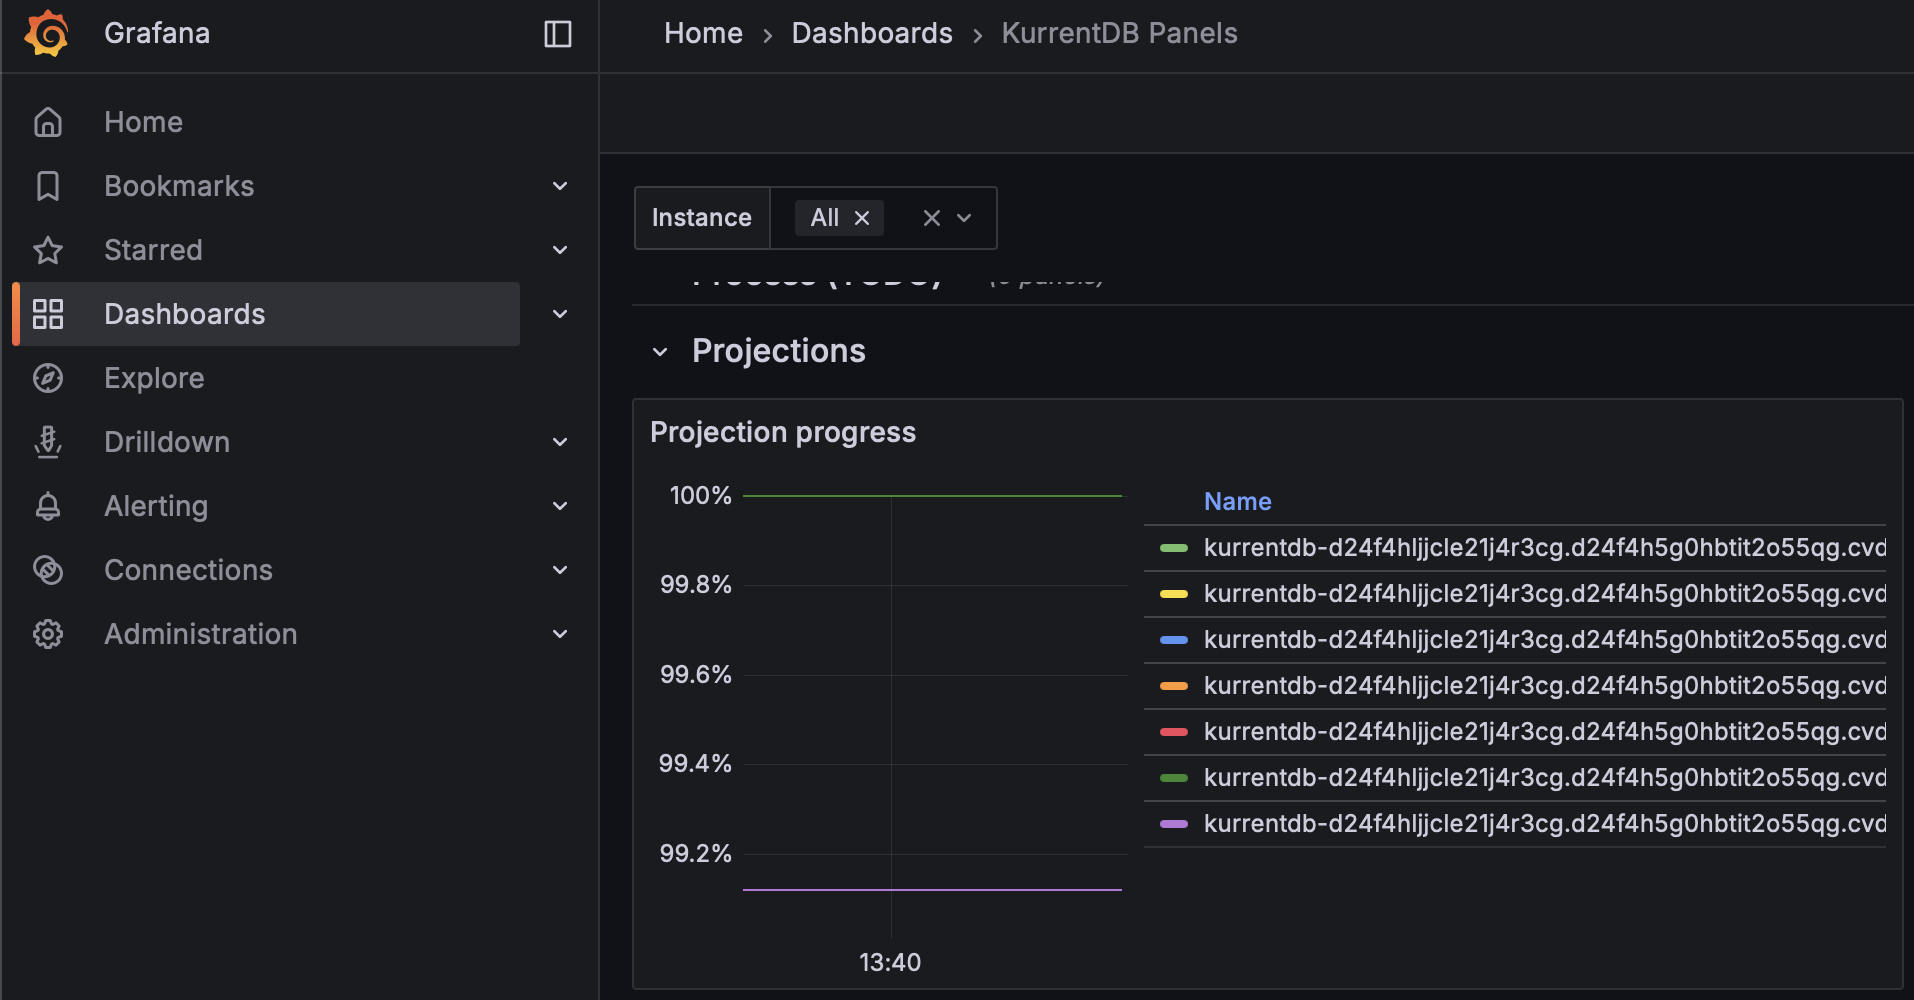 Grafana
Home › Dashboards › KurrentDB Panels
Home
Bookmarks
Starred
Dashboards
Explore
Drilldown
Alerting
Connections
Administration
Instance All
Projections
Projection progress
100%
99.8%
99.6%
99.4%
99.2%
13:40
Name
kurrentdb-d24f4hljjcle21j4r3cg.d24f4h5g0hbtit2o55qg.cvd
kurrentdb-d24f4hljjcle21j4r3cg.d24f4h5g0hbtit2o55qg.cvd
kurrentdb-d24f4hljjcle21j4r3cg.d24f4h5g0hbtit2o55qg.cvd
kurrentdb-d24f4hljjcle21j4r3cg.d24f4h5g0hbtit2o55qg.cvd
kurrentdb-d24f4hljjcle21j4r3cg.d24f4h5g0hbtit2o55qg.cvd
kurrentdb-d24f4hljjcle21j4r3cg.d24f4h5g0hbtit2o55qg.cvd
kurrentdb-d24f4hljjcle21j4r3cg.d24f4h5g0hbtit2o55qg.cvd